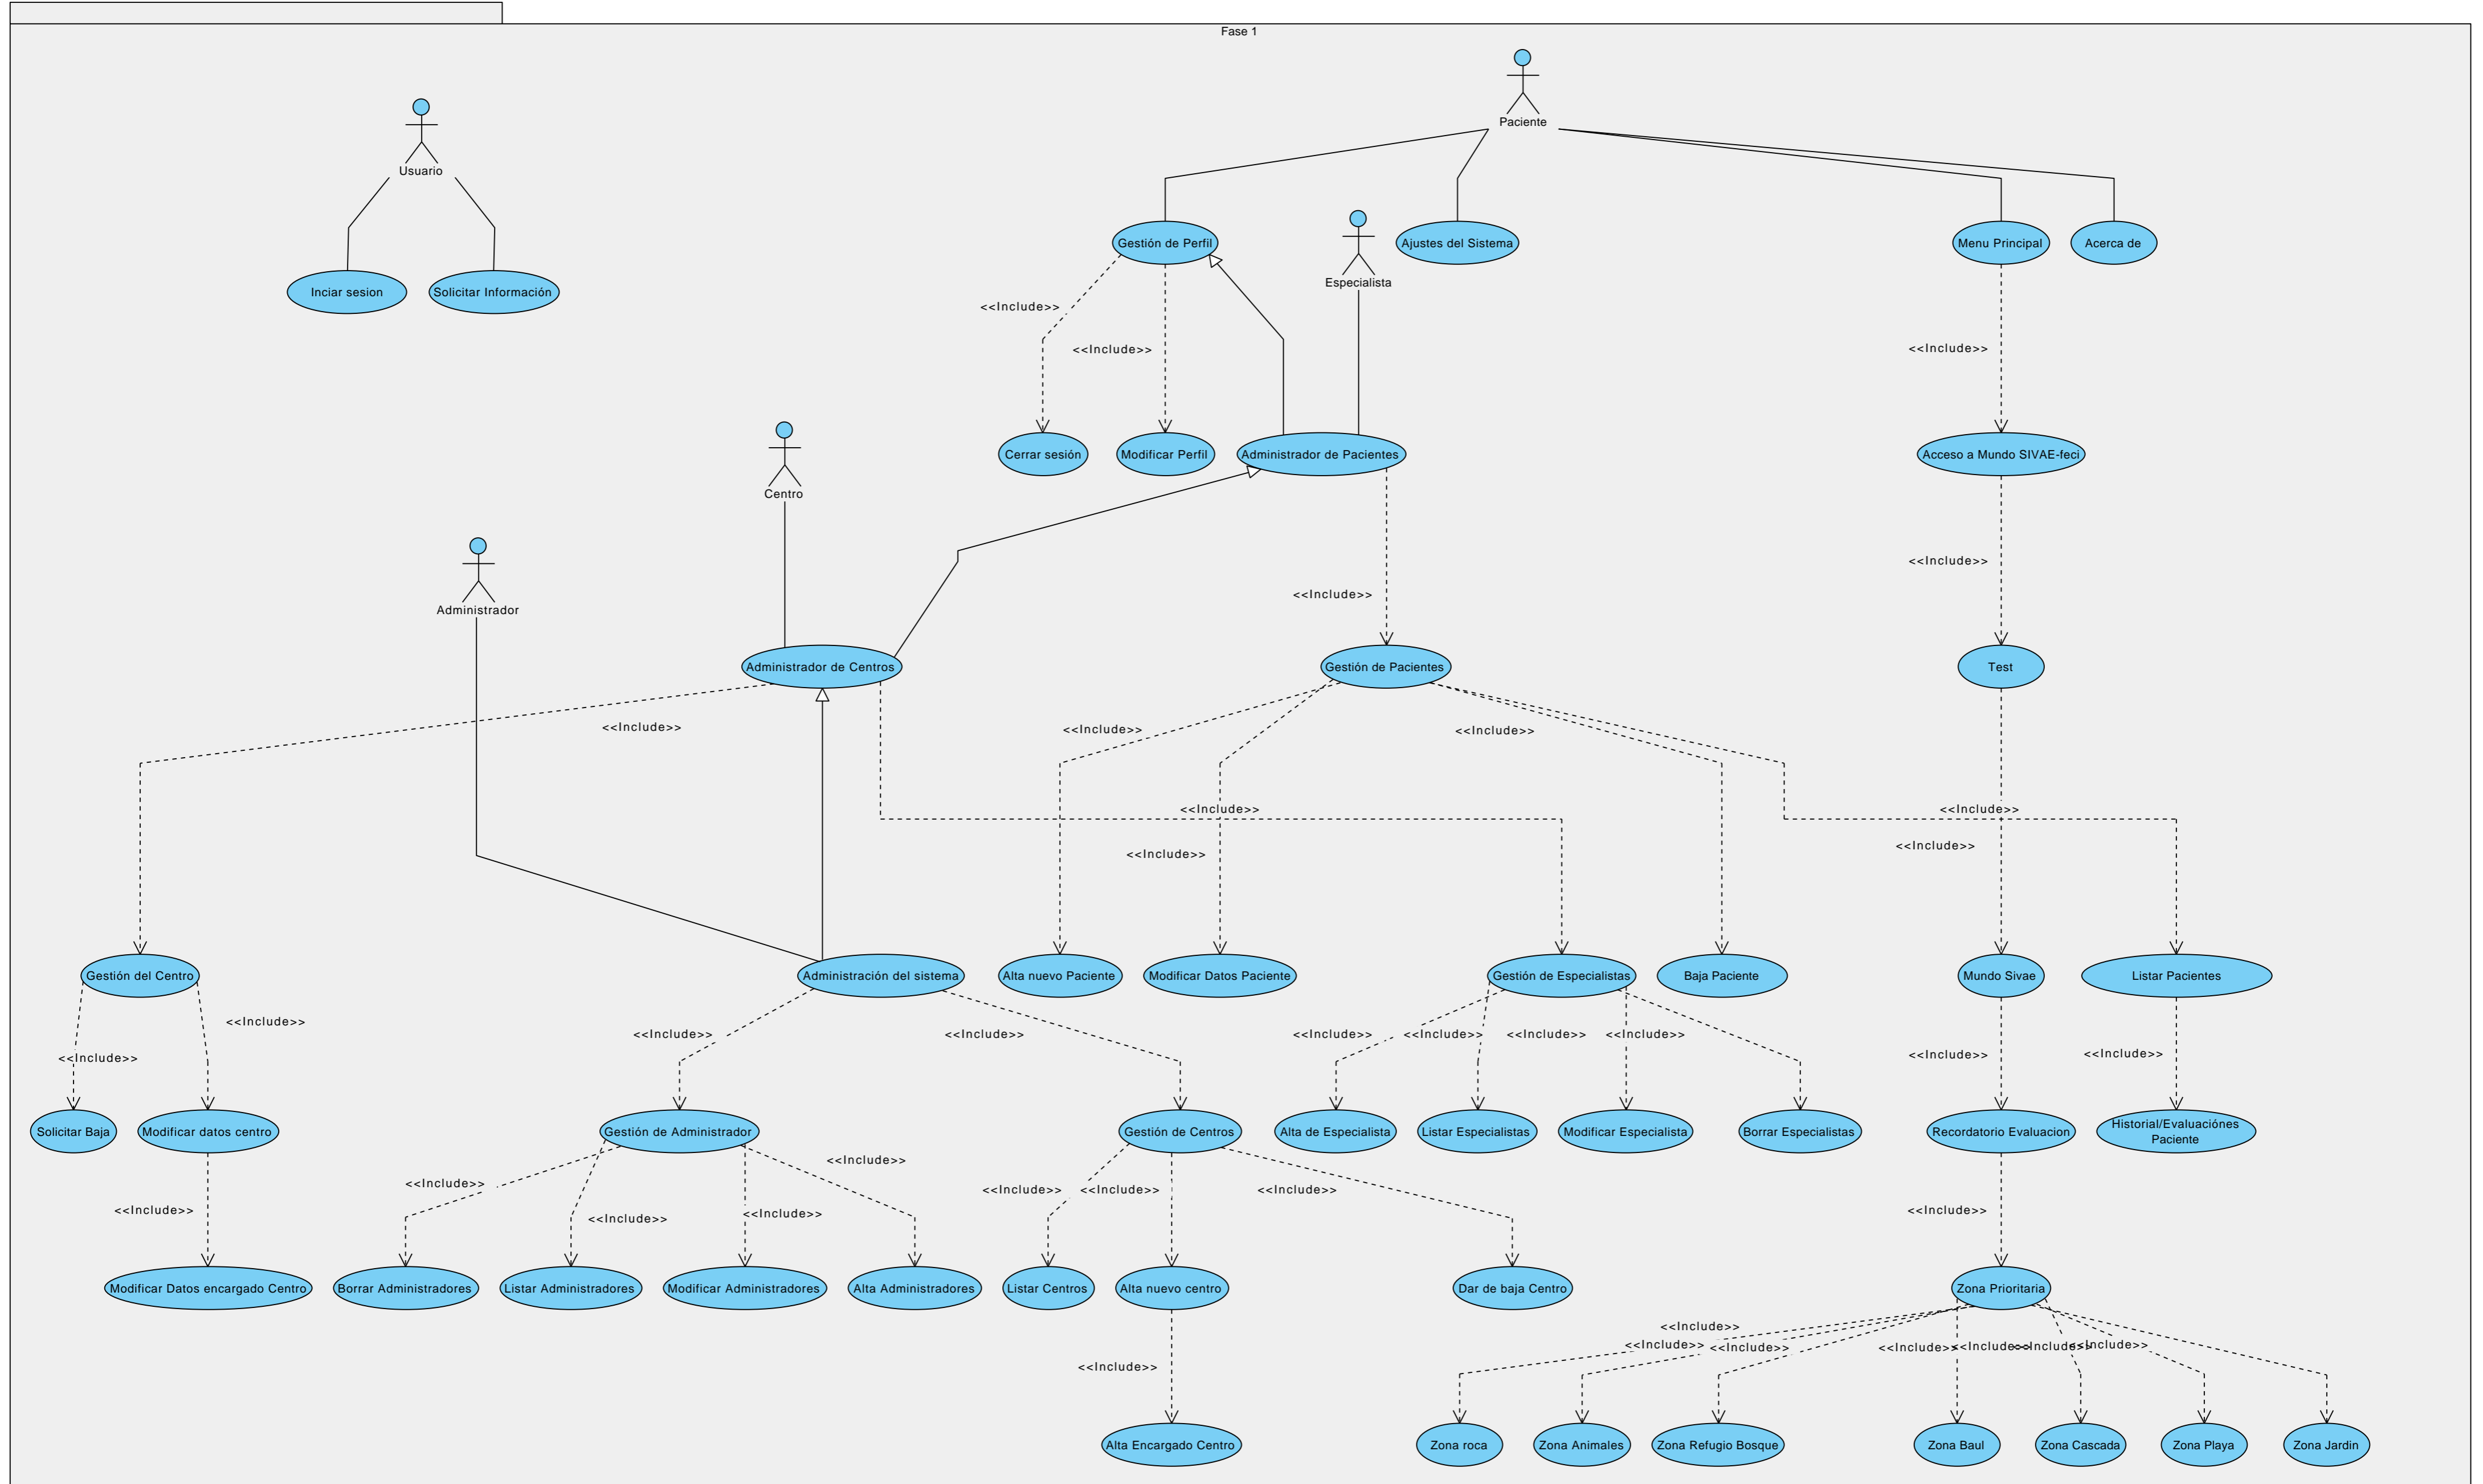 Fase 1
Paciente
Usuario
Gestión de Perfil
Ajustes del Sistema
Menu Principal
Acerca de
Especialista
Inciar sesion
Solicitar Información
<<Include>>
<<Include>>
<<Include>>
Cerrar sesión
Modificar Perfil
Administrador de Pacientes
Acceso a Mundo SIVAE-feci
Centro
<<Include>>
<<Include>>
Administrador
Administrador de Centros
Gestión de Pacientes
Test
<<Include>>
<<Include>>
<<Include>>
<<Include>>
<<Include>>
<<Include>>
<<Include>>
Gestión del Centro
Administración del sistema
Alta nuevo Paciente
Modificar Datos Paciente
Gestión de Especialistas
Baja Paciente
Mundo Sivae
Listar Pacientes
<<Include>>
<<Include>>
<<Include>>
<<Include>>
<<Include>>
<<Include>>
<<Include>>
<<Include>>
<<Include>>
<<Include>>
Solicitar Baja
Modificar datos centro
Gestión de Administrador
Gestión de Centros
Alta de Especialista
Listar Especialistas
Modificar Especialista
Borrar Especialistas
Recordatorio Evaluacion
Historial/Evaluaciónes
Paciente
<<Include>>
<<Include>>
<<Include>>
<<Include>>
<<Include>>
<<Include>>
<<Include>>
<<Include>>
<<Include>>
Modificar Datos encargado Centro
Borrar Administradores
Listar Administradores
Modificar Administradores
Alta Administradores
Listar Centros
Alta nuevo centro
Dar de baja Centro
Zona Prioritaria
<<Include>>
<<Include>>
<<Include>>
<<Include>>
<<Include>>
<<Include>>
<<Include>>
<<Include>>
Alta Encargado Centro
Zona roca
Zona Animales
Zona Refugio Bosque
Zona Baul
Zona Cascada
Zona Playa
Zona Jardin